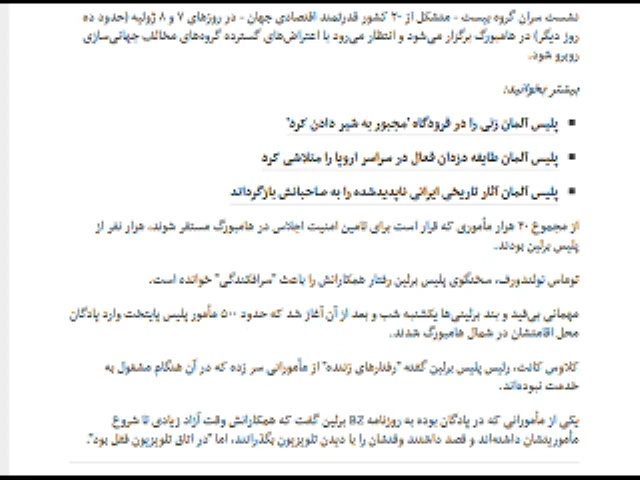 نشست سران گروه بیست - متشکل از ۲۰ کشور قدرتمند اقتصادی جهان - در روزهای ۷ و ۸ ژوئیه (حدود ده
روز دیگر) در هامبورگ برگزار می‌شود و انتظار می‌رود با اعتراض‌های گسترده گروه‌های مخالف جهانی‌سازی
روبرو شود.
بیشتر بخوانید:
پلیس آلمان زنی را در فرودگاه 'مجبور به شیر دادن کرد'
پلیس آلمان طایفه دزدان فعال در سراسر اروپا را متلاشی کرد
پلیس آلمان آثار تاریخی ایرانی ناپدیدشده را به صاحبانش بازگرداند
از مجموع ۲۰ هزار مأموری که قرار است برای تامین امنیت اجلاس در هامبورگ مستقر شوند، هزار نفر از
پلیس برلین بودند.
توماس نولندورف، سخنگوی پلیس برلین رفتار همکارانش را باعث "سرافکندگی" خوانده است.
مهمانی بی‌قید و بند برلینی‌ها یکشنبه شب و بعد از آن آغاز شد که حدود ۵۰۰ مأمور پلیس پایتخت وارد پادگان
محل اقامتشان در شمال هامبورگ شدند.
کلاوس کانت، رئیس پلیس برلین گفته "رفتارهای زننده" از مأمورانی سر زده که در آن هنگام مشغول به
خدمت نبوده‌اند.
یکی از مأمورانی که در پادگان بوده به روزنامه BZ برلین گفت که همکارانش وقت آزاد زیادی تا شروع
مأموریتشان داشته‌اند و قصد داشتند وقتشان را با دیدن تلویزیون بگذرانند، اما "در اتاق تلویزیون قفل بود".